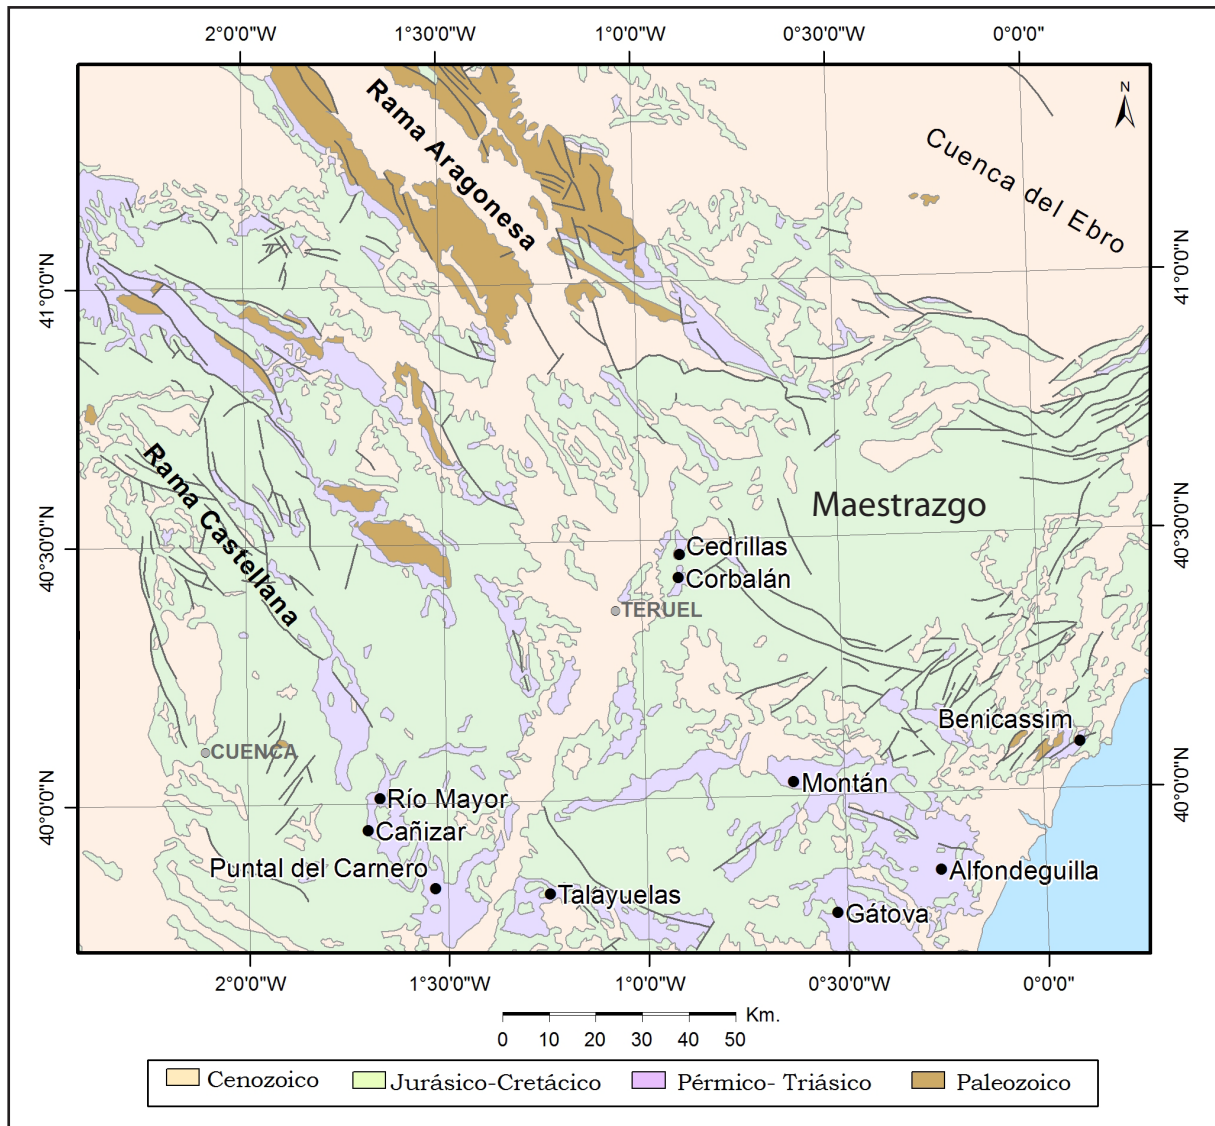 2°0'0"W 1°30'0"W 1°0'0"W 0°30'0"W 0°0'0"
N
Rama Aragonesa
Cuenca del Ebro
41°0'0"N
41°0'0"N
Rama Castellana
Maestrazgo
40°30'0"N
40°30'0"N
Cedrillas
Corbalán
TERUEL
Benicassim
CUENCA
Montán
40°0'0"N
40°0'0"N
Río Mayor
Cañizar
Puntal del Carnero
Alfondeguilla
Talayuelas
Gátova
2°0'0"W 1°30'0"W 1°0'0"W 0°30'0"W 0°0'0"
Km.
0 10 20 30 40 50
Cenozoico Jurásico-Cretácico Pérmico- Triásico Paleozoico